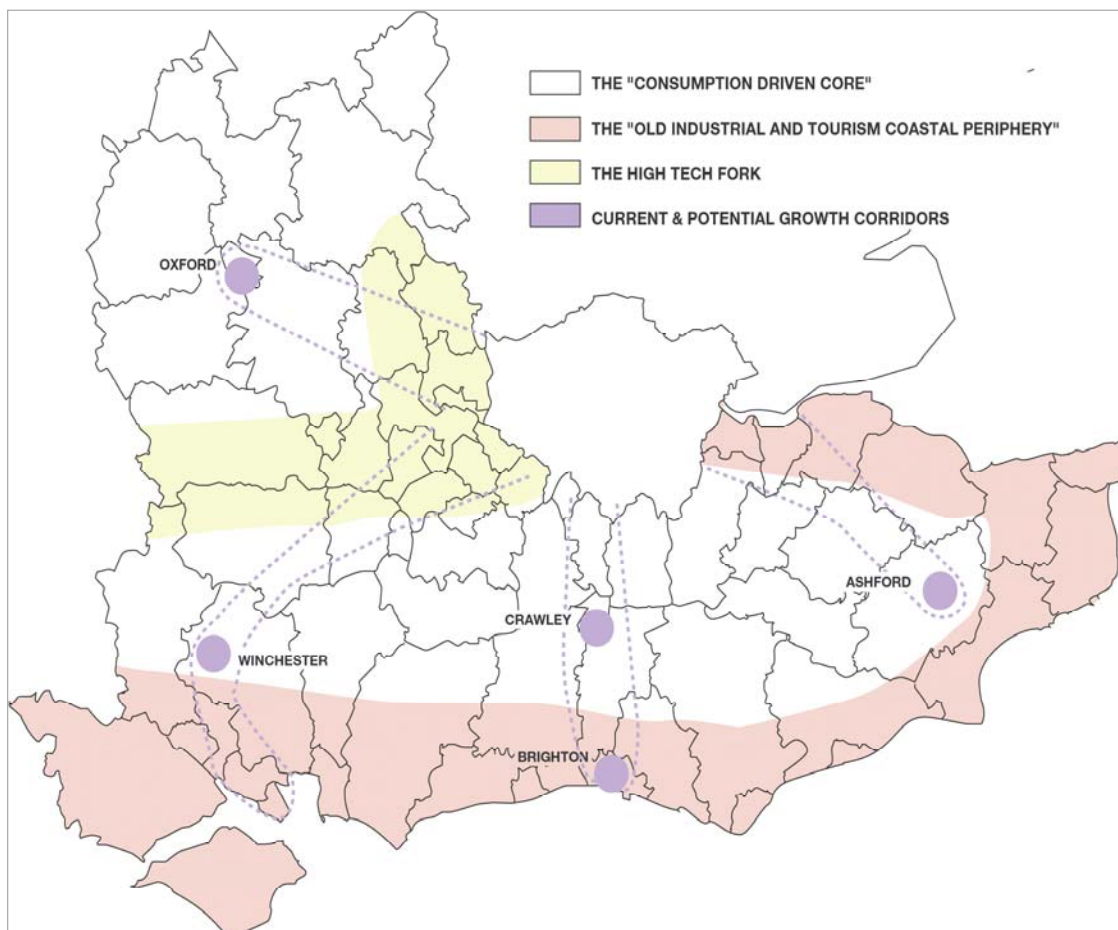 THE "CONSUMPTION DRIVEN CORE"
THE "OLD INDUSTRIAL AND TOURISM COASTAL PERIPHERY"
THE HIGH TECH FORK
CURRENT & POTENTIAL GROWTH CORRIDORS
OXFORD
ASHFORD
CRAWLEY
WINCHESTER
BRIGHTON